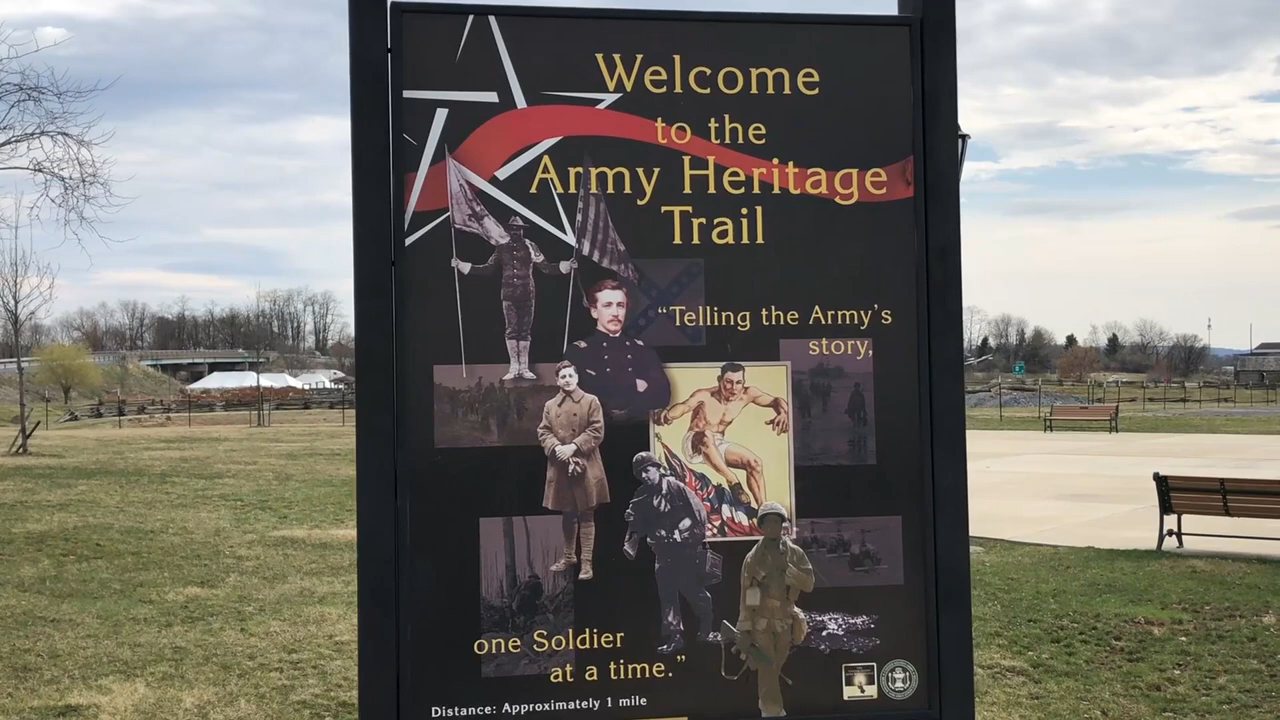 Welcome
to the
Army Heritage
Trail
“Telling the Army’s
story,
one Soldier
at a time.”
Distance: Approximately 1 mile